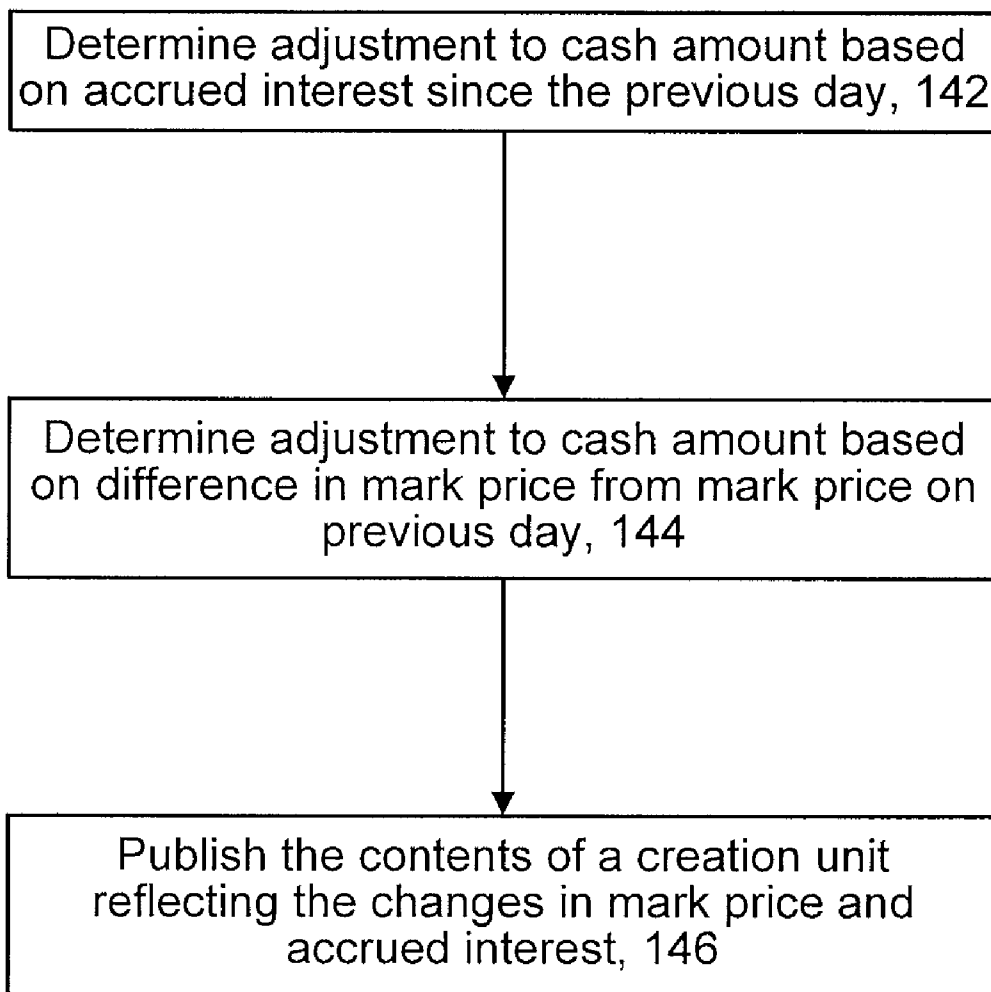 Determine adjustment to cash amount based
on accrued interest since the previous day, 142
Determine adjustment to cash amount based
on difference in mark price from mark price on
previous day, 144
Publish the contents of a creation unit
reflecting the changes in mark price and
accrued interest, 146